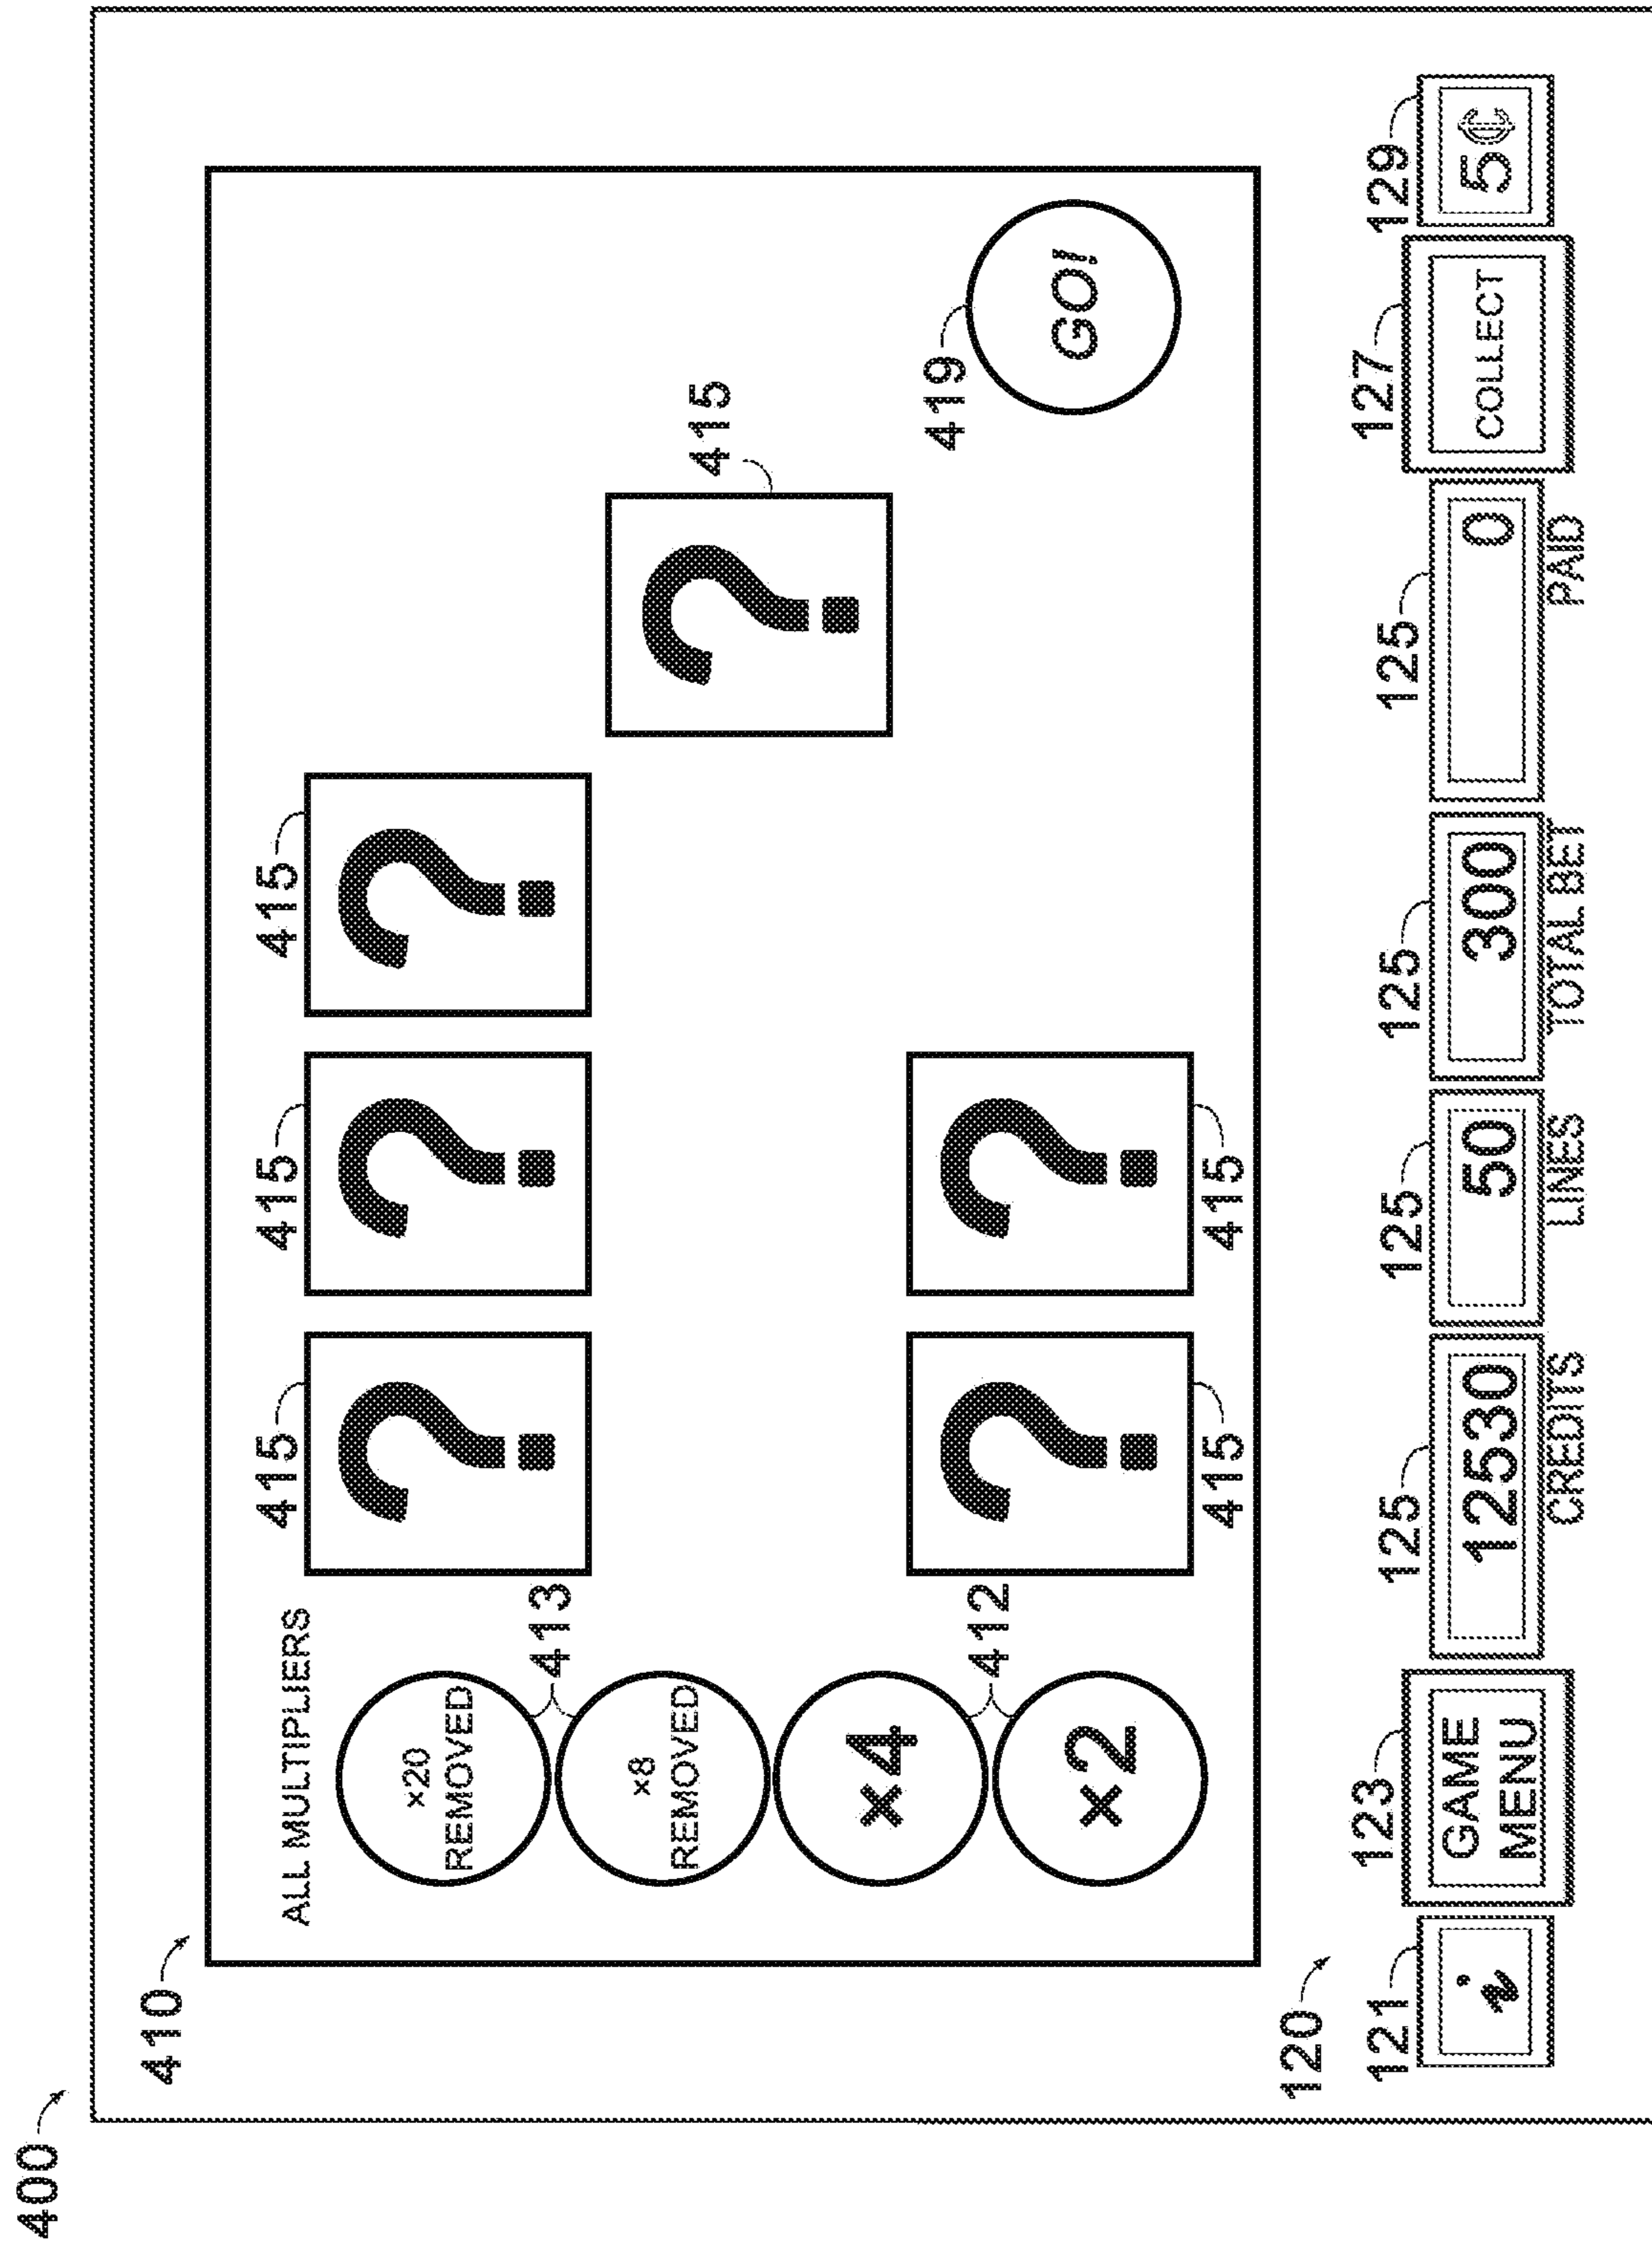 400
410
ALL MULTIPLIERS
×20
REMOVED
413
×8
REMOVED
×4
412
×2
415
?
415
?
415
?
415
?
?
415
?
415
419
GO!
120
121
i
123
GAME
MENU
125
12530
CREDITS
125
50
LINES
125
300
TOTAL BET
125
0
PAID
127
COLLECT
129
5¢